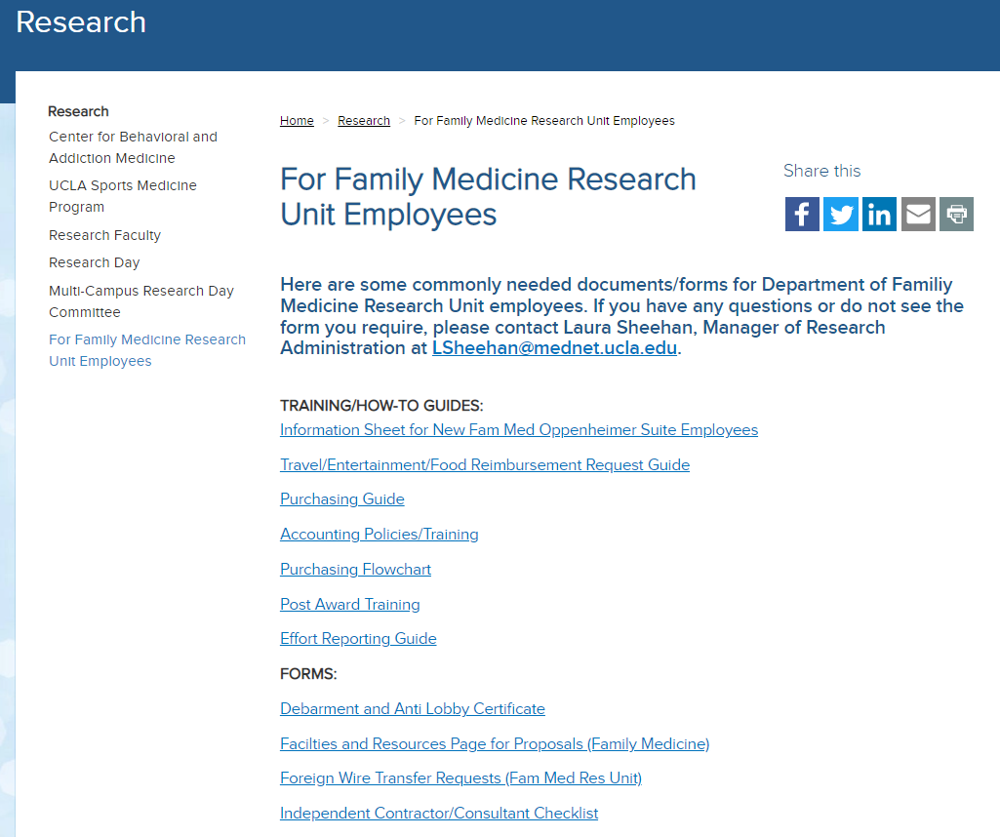 Research
Research
Center for Behavioral and
Addiction Medicine
UCLA Sports Medicine
Program
Research Faculty
Research Day
Multi-Campus Research Day
Committee
For Family Medicine Research
Unit Employees
Home > Research > For Family Medicine Research Unit Employees
For Family Medicine Research
Unit Employees
Share this
Here are some commonly needed documents/forms for Department of Familiy
Medicine Research Unit employees. If you have any questions or do not see the
form you require, please contact Laura Sheehan, Manager of Research
Administration at LSheehan@mednet.ucla.edu.
TRAINING/HOW-TO GUIDES:
Information Sheet for New Fam Med Oppenheimer Suite Employees
Travel/Entertainment/Food Reimbursement Request Guide
Purchasing Guide
Accounting Policies/Training
Purchasing Flowchart
Post Award Training
Effort Reporting Guide
FORMS:
Debarment and Anti Lobby Certificate
Facilties and Resources Page for Proposals (Family Medicine)
Foreign Wire Transfer Requests (Fam Med Res Unit)
Independent Contractor/Consultant Checklist